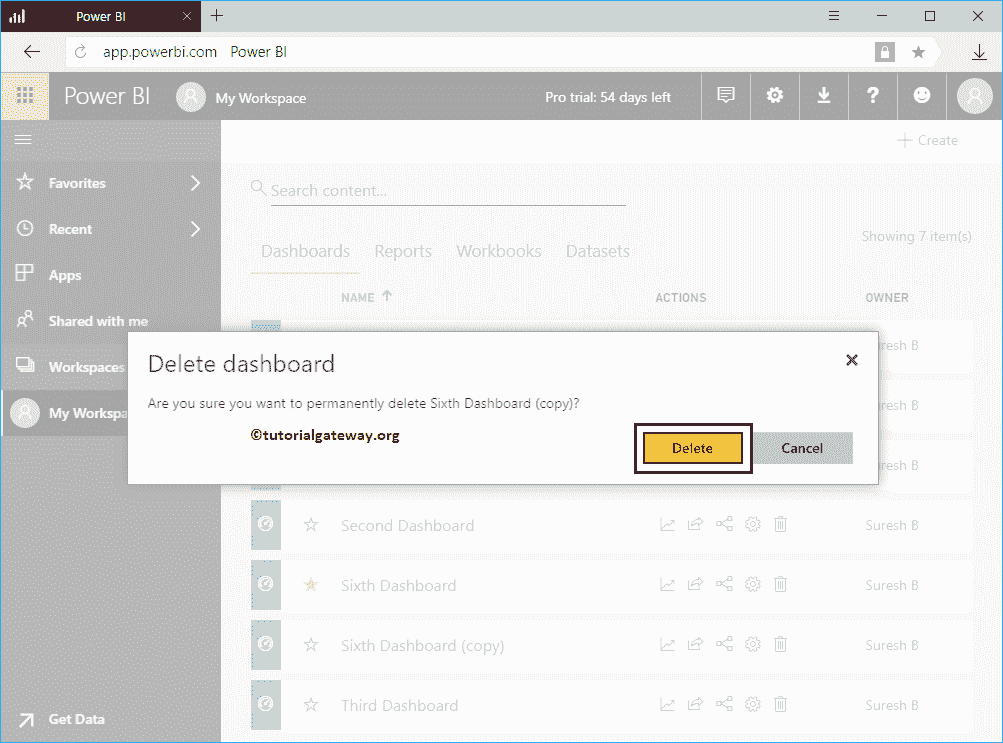 Power BI
app.powerbi.com Power BI
Power BI My Workspace Pro trial: 54 days left ?
Create
Favorites
Search content...
Recent
Showing 7 item(s)
Dashboards Reports Workbooks Datasets
Apps
NAME ACTIONS OWNER
Shared with me
Suresh B
Delete dashboard
Workspaces
Are you sure you want to permanently delete Sixth Dashboard (copy)?
Suresh B
My Workspa
©tutorialgateway.org
Delete Cancel
Suresh B
Second Dashboard Suresh B
Sixth Dashboard Suresh B
Sixth Dashboard (copy) Suresh B
Third Dashboard Suresh B
Get Data